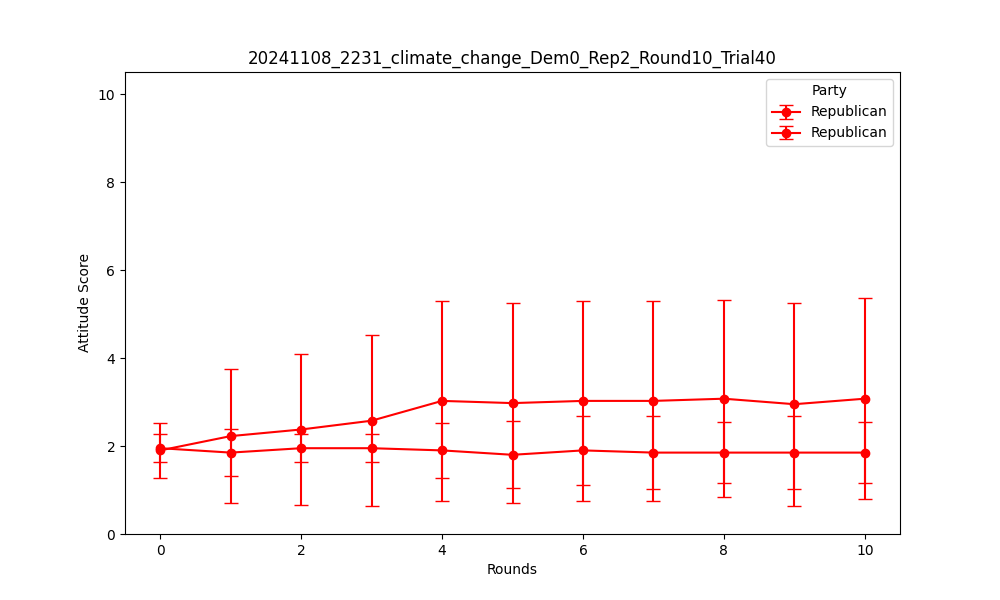 20241108_2231_climate_change_Dem0_Rep2_Round10_Trial40
Party
Republican
Republican
10
8
6
4
2
0
Attitude Score
0 2 4 6 8 10
Rounds